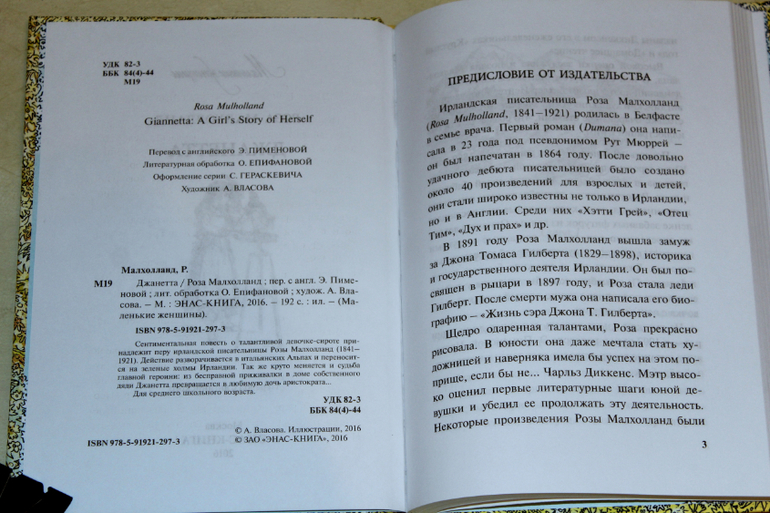 УДК 82-3
ББК 84(4)-44
М19
Rosa Mulholland
Giannetta: A Girl's Story of Herself
Перевод с английского Э. ПИМЕНОВОЙ
Литературная обработка О. ЕПИФАНОВОЙ
Оформление серии С. ГЕРАСКЕВИЧА
Художник А. ВЛАСОВА
Малхолланд, Р.
М19 Джанетта / Роза Малхолланд ; пер. с англ. Э. Пиме-
новой ; лит. обработка О. Епифановой ; худож. А. Вла-
сова. – М. : ЭНАС-КНИГА, 2016. – 192 с. : ил. – (Ма-
ленькие женщины).
ISBN 978-5-91921-297-3
Сентиментальная повесть о талантливой девочке-сироте при-
надлежит перу ирландской писательницы Розы Малхолланд (1841–
1921). Действие разворачивается в итальянских Альпах и переносит-
ся на зеленые холмы Ирландии. Так же круто меняется и судьба
главной героини: из бесправной приживалки в доме собственного
дяди Джанетта превращается в любимую дочь аристократа...
Для среднего школьного возраста.
УДК 82-3
ББК 84(4)-44
© А. Власова. Иллюстрации, 2016
ISBN 978-5-91921-297-3 © ЗАО «ЭНАС-КНИГА», 2016
ПРЕДИСЛОВИЕ ОТ ИЗДАТЕЛЬСТВА
Ирландская писательница Роза Малхолланд
(Rosa Mulholland, 1841–1921) родилась в Белфасте
в семье врача. Первый роман (Dumana) она напи-
сала в 23 года под псевдонимом Рут Мюррей –
он был напечатан в 1864 году. После довольно
удачного дебюта писательницей было создано
около 40 произведений для взрослых и детей,
они стали широко известны не только в Ирландии,
но и в Англии. Среди них «Хэтти Грей», «Отец
Тим», «Дух и прах» и др.
В 1891 году Роза Малхолланд вышла замуж
за Джона Томаса Гилберта (1829–1898), историка
и государственного деятеля Ирландии. Он был по-
священ в рыцари в 1897 году, и Роза стала леди
Гилберт. После смерти мужа она написала его био-
графию – «Жизнь сэра Джона Т. Гилберта».
Щедро одаренная талантами, Роза прекрасно
рисовала. В юности она даже мечтала стать ху-
дожницей и наверняка имела бы успех на этом по-
прище, если бы не... Чарльз Диккенс. Мэтр высо-
ко оценил первые литературные шаги юной де-
вушки и убедил ее продолжать эту деятельность.
Некоторые произведения Розы Малхолланд были
3